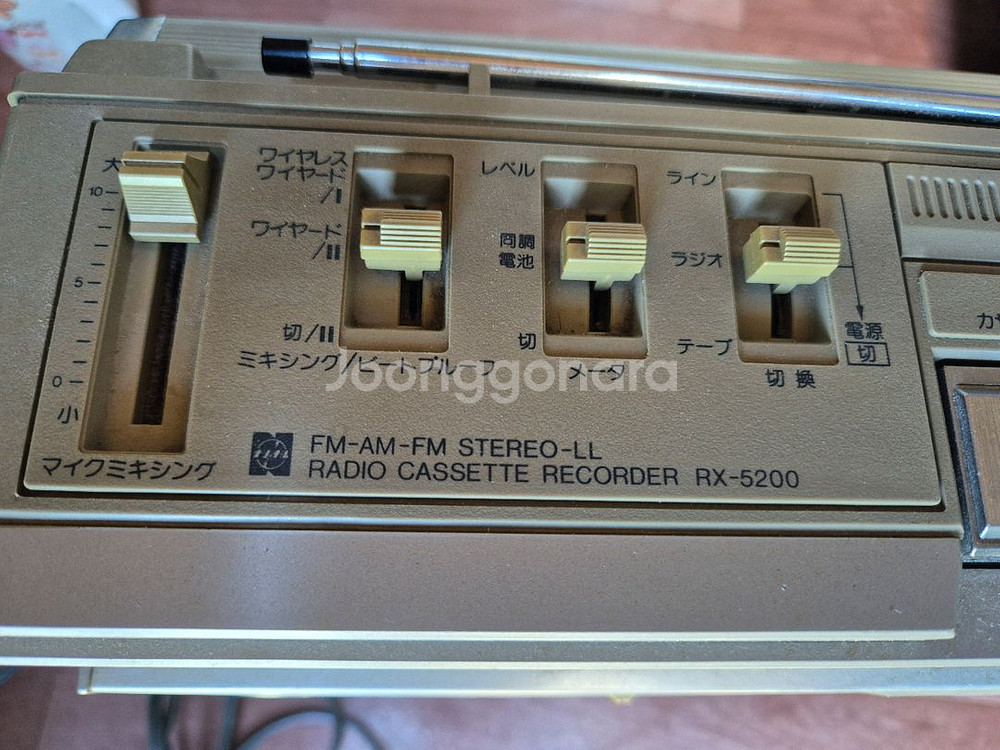 大
10
5
0
小
マイクミキシング
ワイヤレス
ワイヤード
/I
ワイヤード
/II
切/II
ミキシング/ビートプルーフ
レベル
同調
電池
切
メータ
ライン
ラジオ
テープ
切換
電源
切
カセ
Joonggonara
FM-AM-FM STEREO-LL
RADIO CASSETTE RECORDER RX-5200